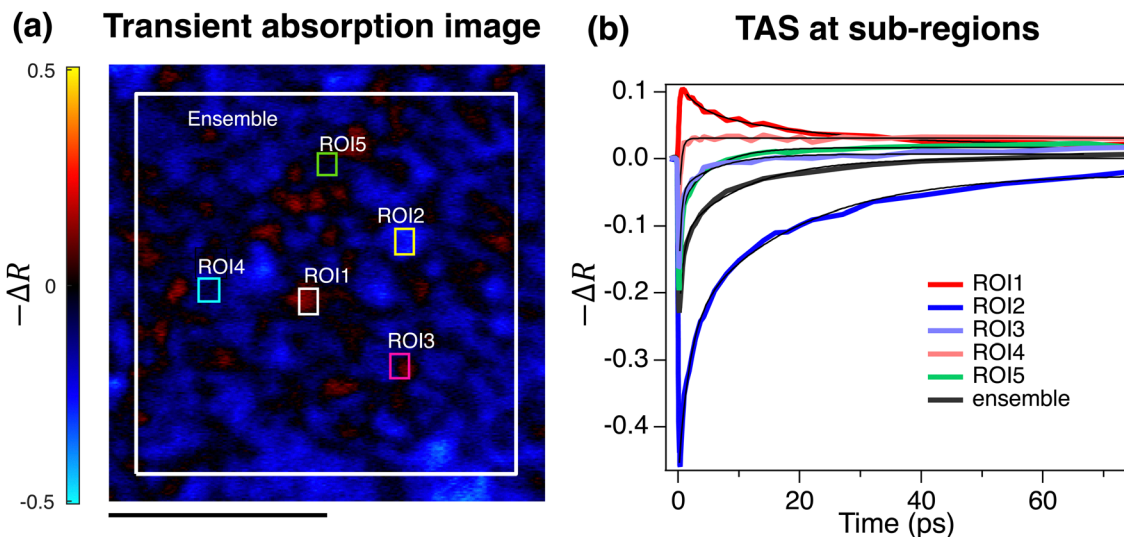 (a) Transient absorption image
0.5
0
-0.5
−ΔR
Ensemble
ROI5
ROI2
ROI4
ROI1
ROI3
(b) TAS at sub-regions
0.1
0.0
-0.1
-0.2
-0.3
-0.4
−ΔR
ROI1
ROI2
ROI3
ROI4
ROI5
ensemble
0 20 40 60
Time (ps)